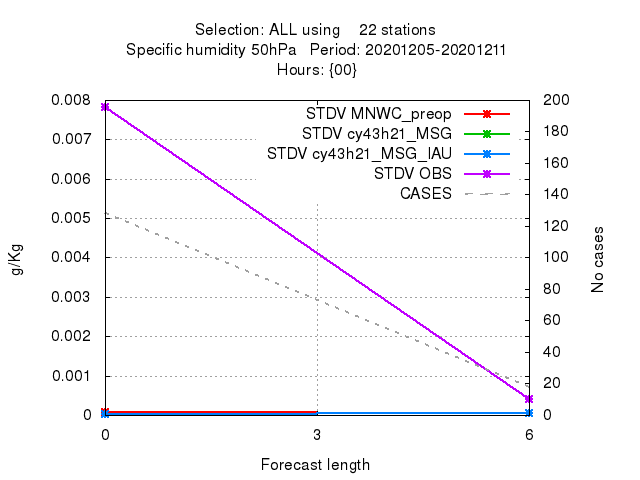 Selection: ALL using 22 stations
Specific humidity 50hPa Period: 20201205-20201211
Hours: {00}
STDV MNWC_preop
STDV cy43h21_MSG
STDV cy43h21_MSG_IAU
STDV OBS
CASES
0.008
0.007
0.006
0.005
0.004
0.003
0.002
0.001
0
g/Kg
200
180
160
140
120
100
80
60
40
20
0
No cases
0 3 6
Forecast length